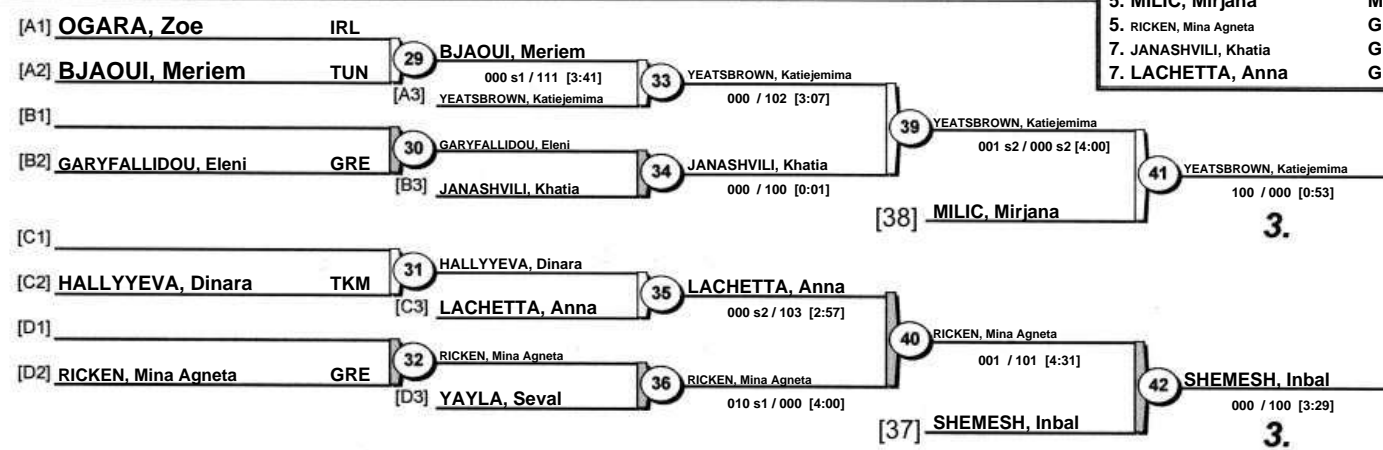 5. MILIC, Mirjana M
5. RICKEN, Mina Agneta G
7. JANASHVILI, Khatia G
7. LACHETTA, Anna G
[A1] OGARA, Zoe IRL
29 BJAOUI, Meriem
[A2] BJAOUI, Meriem TUN
000 s1 / 111 [3:41]
33 YEATSBROWN, Katiejemima
[A3] YEATSBROWN, Katiejemima
000 / 102 [3:07]
[B1]
39 YEATSBROWN, Katiejemima
30 GARYFALLIDOU, Eleni
001 s2 / 000 s2 [4:00]
[B2] GARYFALLIDOU, Eleni GRE
34 JANASHVILI, Khatia
41 YEATSBROWN, Katiejemima
[B3] JANASHVILI, Khatia
000 / 100 [0:01]
100 / 000 [0:53]
[38] MILIC, Mirjana
3.
[C1]
31 HALLYYEVA, Dinara
[C2] HALLYYEVA, Dinara TKM
35 LACHETTA, Anna
[C3] LACHETTA, Anna
000 s2 / 103 [2:57]
[D1]
40 RICKEN, Mina Agneta
32 RICKEN, Mina Agneta
001 / 101 [4:31]
[D2] RICKEN, Mina Agneta GRE
36 RICKEN, Mina Agneta
42 SHEMESH, Inbal
[D3] YAYLA, Seval
010 s1 / 000 [4:00]
000 / 100 [3:29]
[37] SHEMESH, Inbal
3.